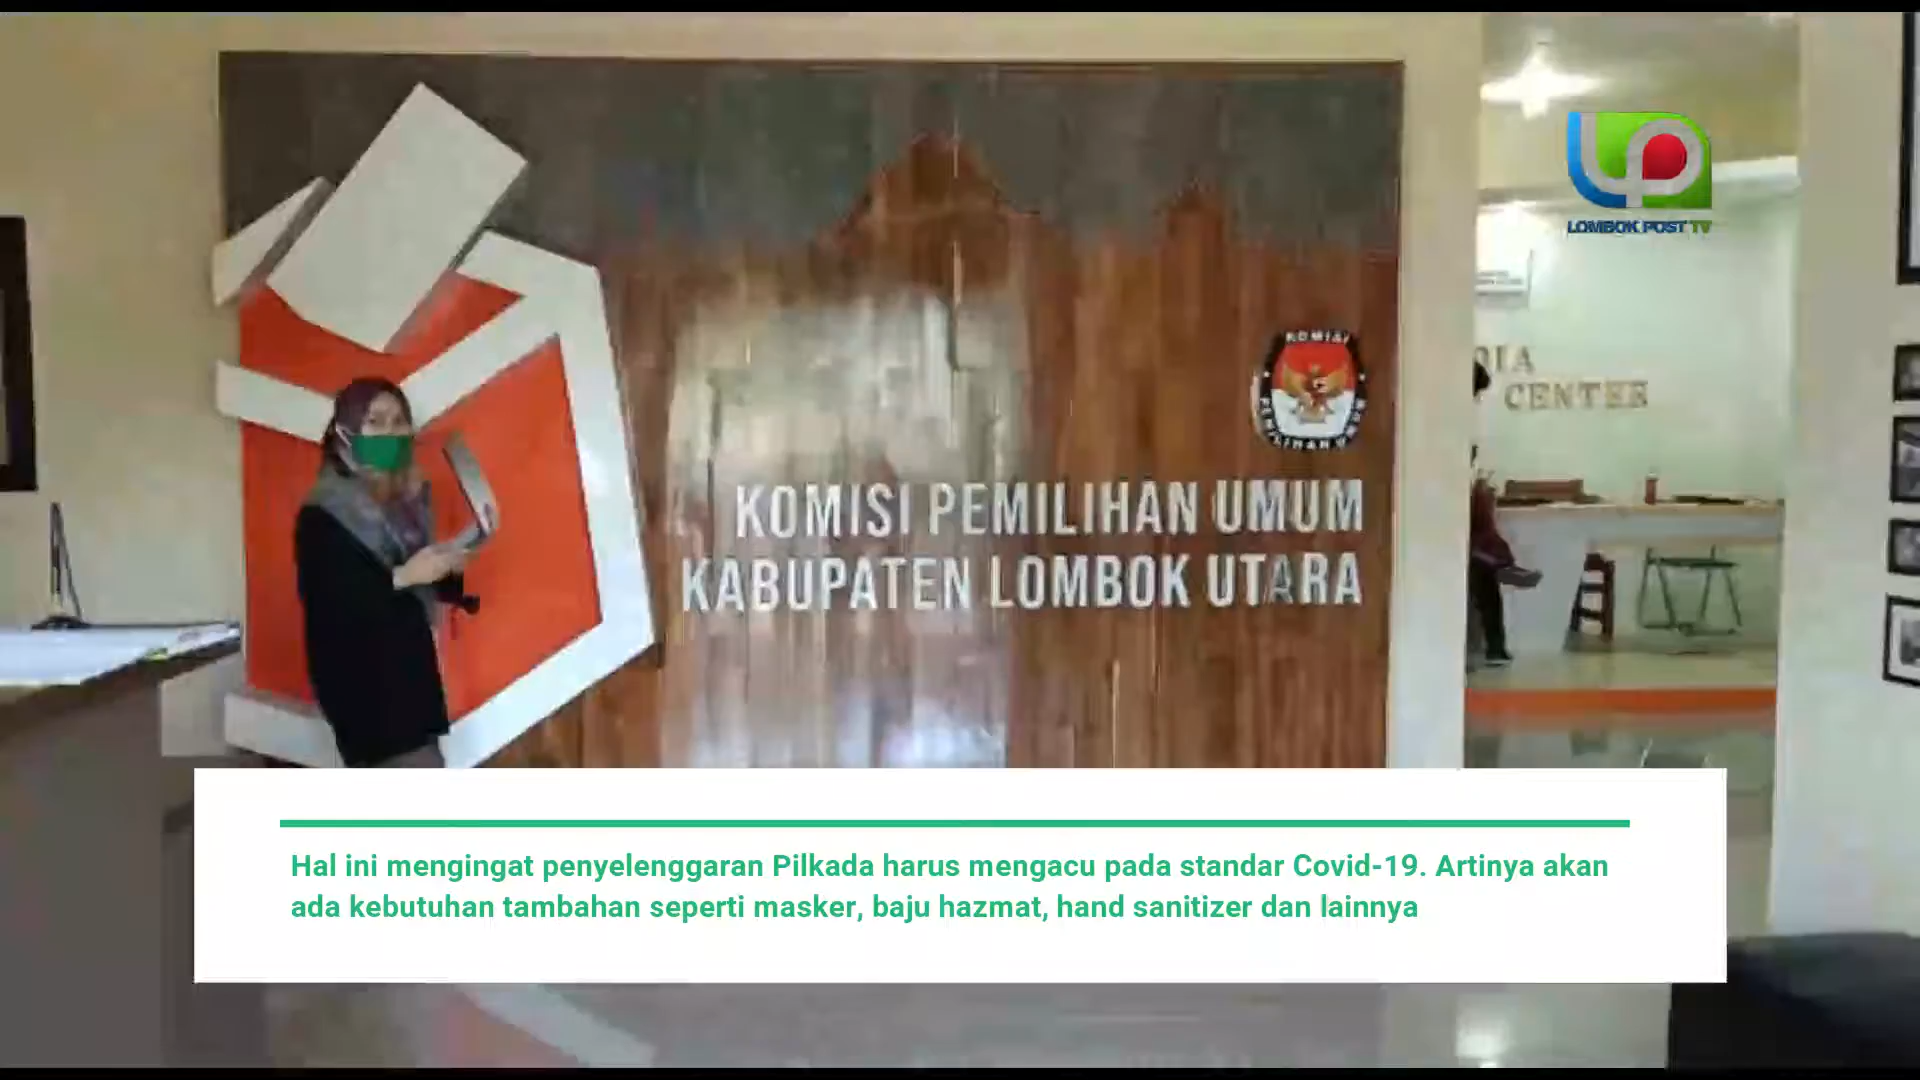 LOMBOK POST TV
DIA
CENTER
KOMISI
PEMILIHAN UMUM
KOMISI PEMILIHAN UMUM
KABUPATEN LOMBOK UTARA
Hal ini mengingat penyelenggaran Pilkada harus mengacu pada standar Covid-19. Artinya akan
ada kebutuhan tambahan seperti masker, baju hazmat, hand sanitizer dan lainnya